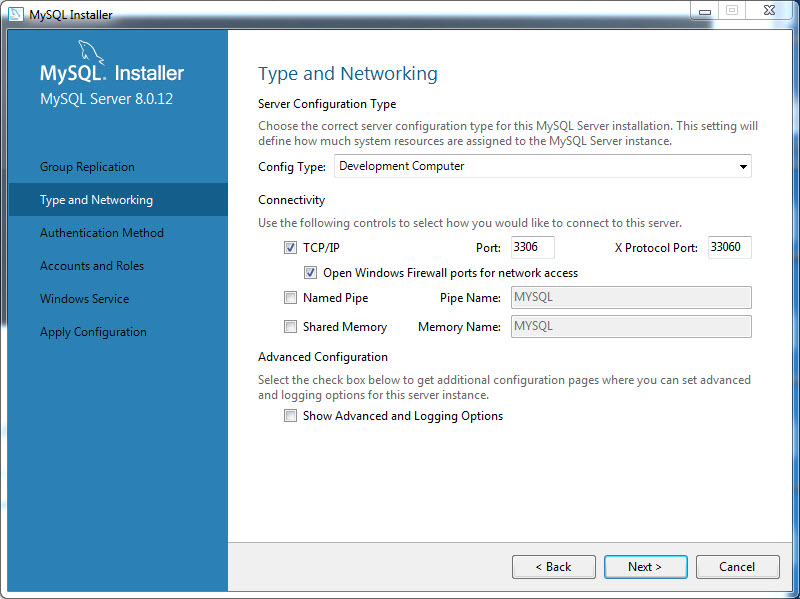 MySQL Installer
MySQL. Installer
MySQL Server 8.0.12
Group Replication
Type and Networking
Authentication Method
Accounts and Roles
Windows Service
Apply Configuration
Type and Networking
Server Configuration Type
Choose the correct server configuration type for this MySQL Server installation. This setting will
define how much system resources are assigned to the MySQL Server instance.
Config Type: Development Computer
Connectivity
Use the following controls to select how you would like to connect to this server.
TCP/IP Port: 3306 X Protocol Port: 33060
Open Windows Firewall ports for network access
Named Pipe Pipe Name: MYSQL
Shared Memory Memory Name: MYSQL
Advanced Configuration
Select the check box below to get additional configuration pages where you can set advanced
and logging options for this server instance.
Show Advanced and Logging Options
< Back Next > Cancel